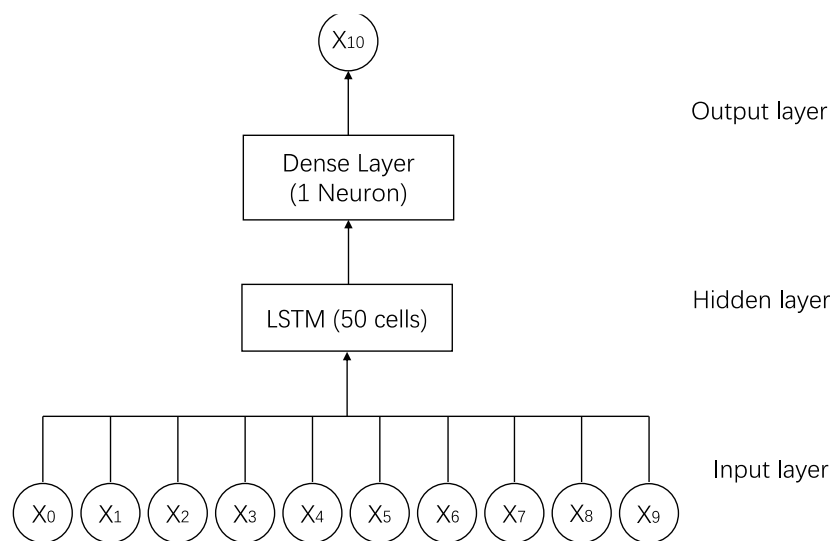 X10
Output layer
Dense Layer
(1 Neuron)
Hidden layer
LSTM (50 cells)
Input layer
X0 X1 X2 X3 X4 X5 X6 X7 X8 X9